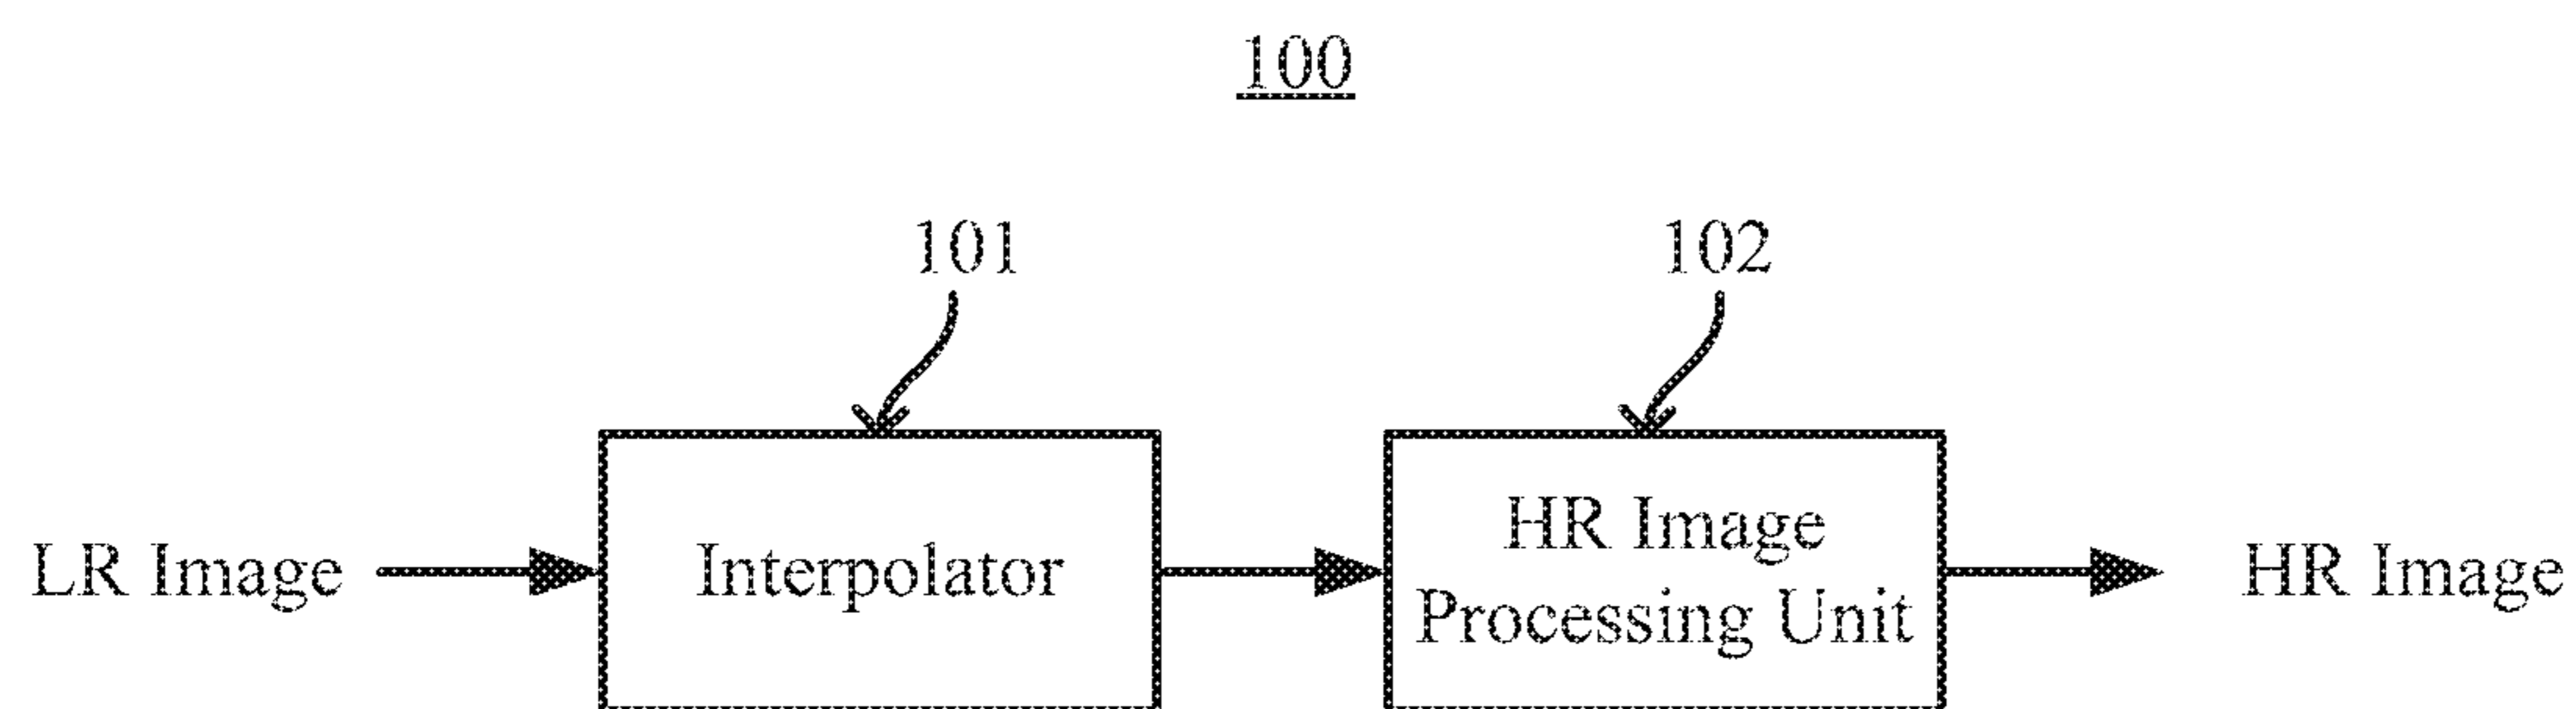 100
101
102
LR Image
Interpolator
HR Image
Processing Unit
HR Image